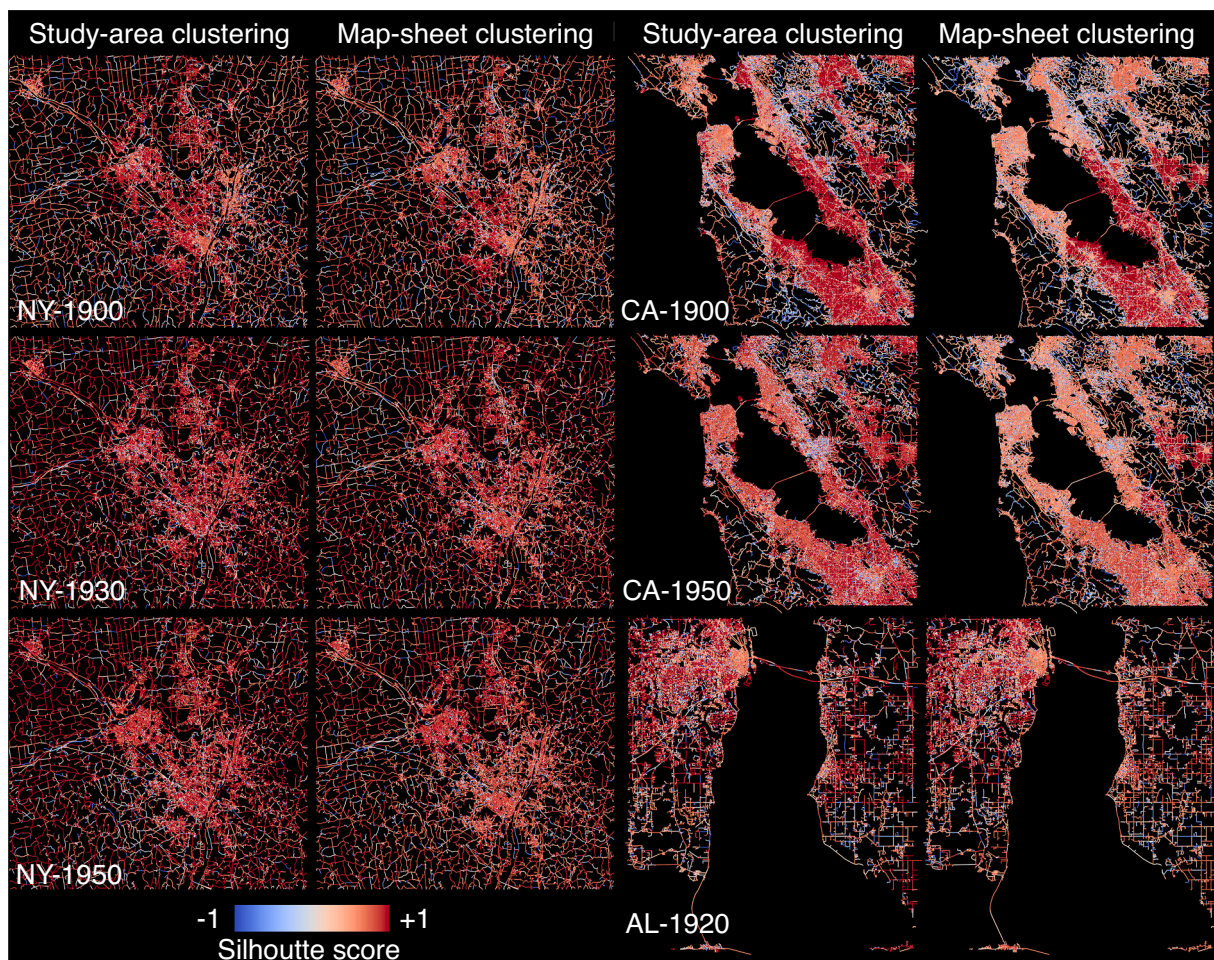 Study-area clustering Map-sheet clustering Study-area clustering Map-sheet clustering
NY-1900 CA-1900
NY-1930 CA-1950
NY-1950
-1 +1
AL-1920
Silhoutte score